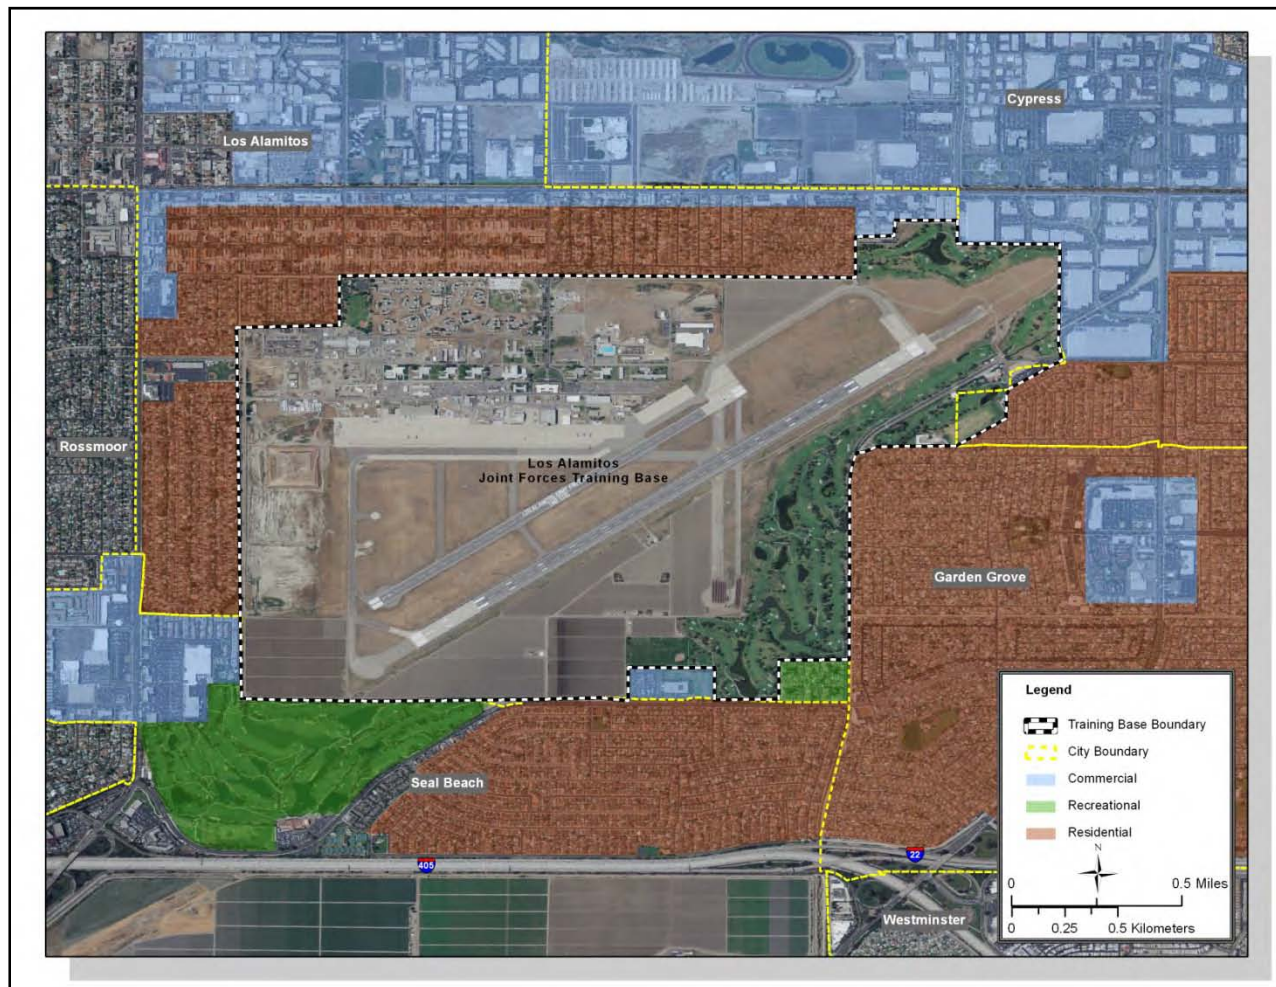 Cypress
Los Alamitos
Rossmoor
Los Alamitos
Joint Forces Training Base
Garden Grove
Seal Beach
405
22
Westminster
Legend
Training Base Boundary
City Boundary
Commercial
Recreational
Residential
N
0 0.5 Miles
0 0.25 0.5 Kilometers